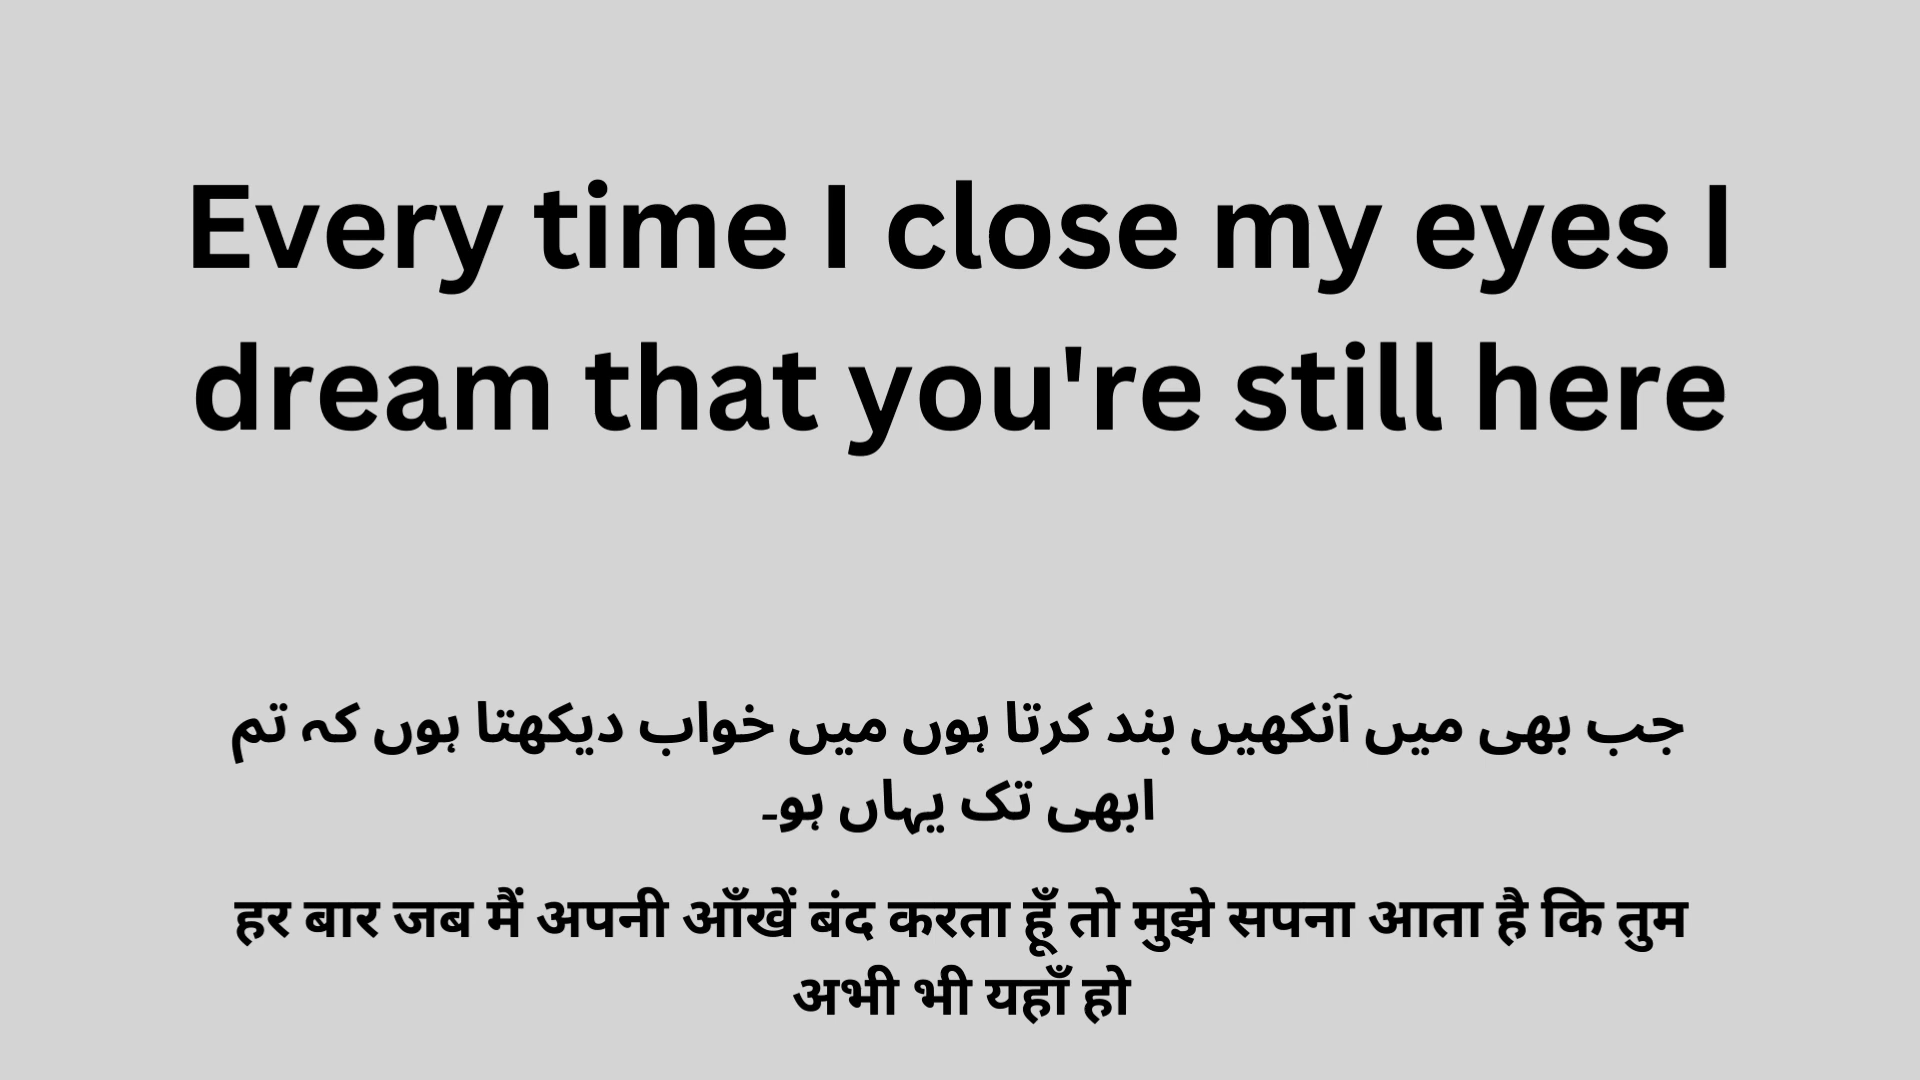 Every time I close my eyes I
dream that you're still here
جب بھی میں آنکھیں بند کرتا ہوں میں خواب دیکھتا ہوں کہ تم
ابھی تک یہاں ہو۔
हर बार जब मैं अपनी आँखें बंद करता हूँ तो मुझे सपना आता है कि तुम
अभी भी यहाँ हो